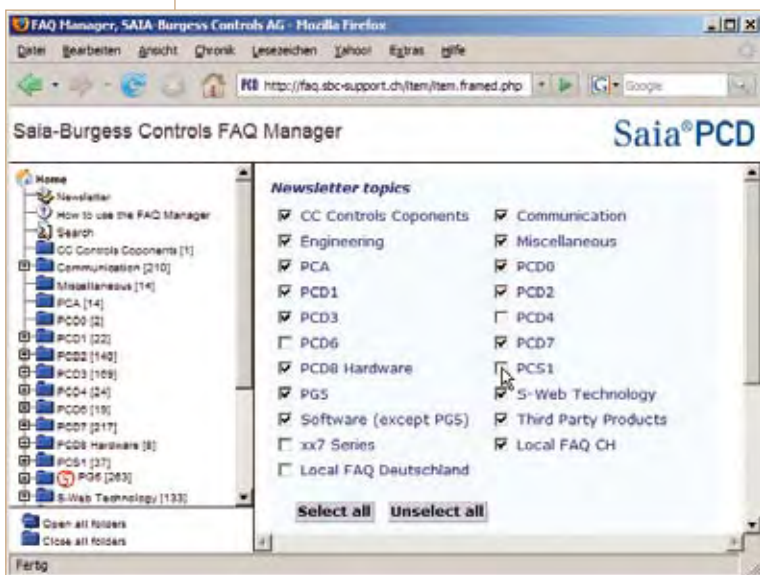 FAQ Manager, SAIA-Burgess Controls AG - Mozilla Firefox
Datei Bearbeiten Ansicht Chronik Lesezeichen Yahoo! Extras Hilfe
PCD http://faq.sbc-support.ch/item/item.framed.php G Google
Saia-Burgess Controls FAQ Manager
Saia®PCD
Home
Newsletter
How to use the FAQ Manager
Search
CC Controls Coponents [1]
Communication [210]
Miscellaneous [14]
PCA [14]
PCD0 [2]
PCD1 [22]
PCD2 [140]
PCD3 [169]
PCD4 [24]
PCD6 [19]
PCD7 [217]
PCD8 Hardware [8]
PCS1 [37]
PG5 [263]
S-Web Technology [133]
Open all folders
Close all folders
Newsletter topics
CC Controls Coponents Communication
Engineering Miscellaneous
PCA PCD0
PCD1 PCD2
PCD3 PCD4
PCD6 PCD7
PCD8 Hardware PCS1
PG5 S-Web Technology
Software (except PG5) Third Party Products
xx7 Series Local FAQ CH
Local FAQ Deutschland
Select all Unselect all
Fertig